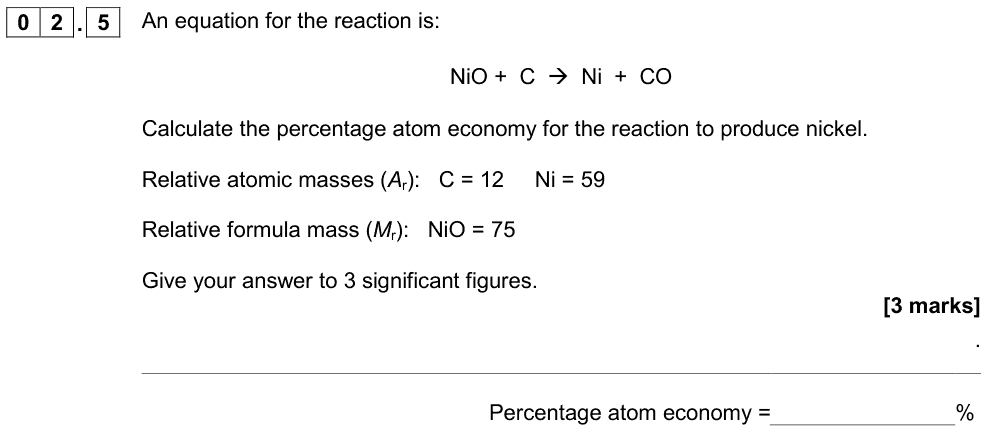 02.5 An equation for the reaction is:
NiO + C → Ni + CO
Calculate the percentage atom economy for the reaction to produce nickel.
Relative atomic masses (Ar): C = 12 Ni = 59
Relative formula mass (Mr): NiO = 75
Give your answer to 3 significant figures.
[3 marks]
.
Percentage atom economy = %